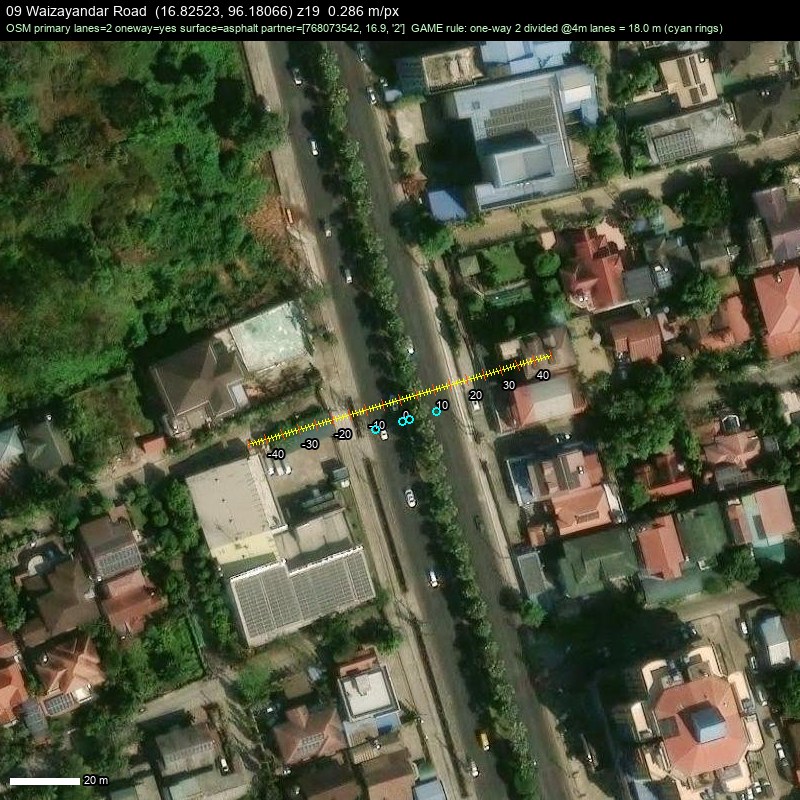 09 Waizayandar Road (16.82523, 96.18066) z19 0.286 m/px
OSM primary lanes=2 oneway=yes surface=asphalt partner=[768073542, 16.9, '2'] GAME rule: one-way 2 divided @4m lanes = 18.0 m (cyan rings)
-40 -30 -20 -10 0 10 20 30 40
20 m